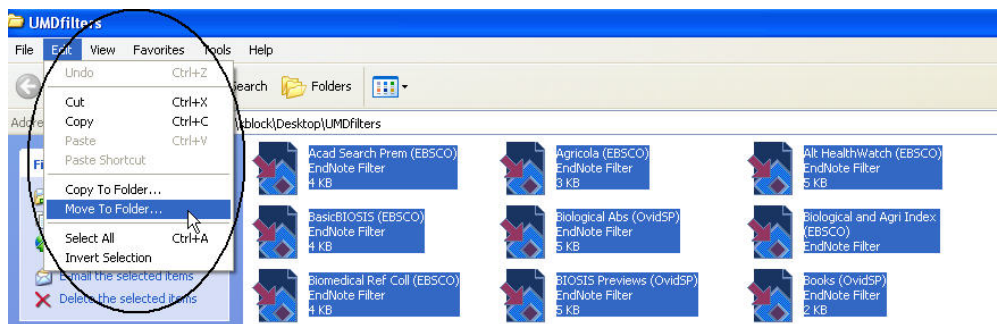 UMDfilters
File Edit View Favorites Tools Help
Undo Ctrl+Z
Cut Ctrl+X
Copy Ctrl+C
Paste Ctrl+V
Paste Shortcut
Copy To Folder...
Move To Folder...
Select All Ctrl+A
Invert Selection
earch Folders
Addre
\kblock\Desktop\UMDfilters
Fi
E-mail the selected items
Delete the selected items
Acad Search Prem (EBSCO)
EndNote Filter
4 KB
Agricola (EBSCO)
EndNote Filter
3 KB
Alt HealthWatch (EBSCO)
EndNote Filter
5 KB
BasicBIOSIS (EBSCO)
EndNote Filter
4 KB
Biological Abs (OvidSP)
EndNote Filter
5 KB
Biological and Agri Index
(EBSCO)
EndNote Filter
Biomedical Ref Coll (EBSCO)
EndNote Filter
4 KB
BIOSIS Previews (OvidSP)
EndNote Filter
5 KB
Books (OvidSP)
EndNote Filter
2 KB